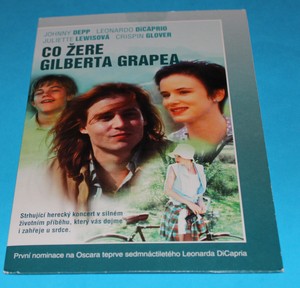 JOHNNY DEPP LEONARDO DICAPRIO
JULIETTE LEWISOVÁ CRISPIN GLOVER
CO ŽERE
GILBERTA GRAPEA
Strhující herecký koncert v silném
životním příběhu, který vás dojme
i zahřeje u srdce.
První nominace na Oscara teprve sedmnáctiletého Leonarda DiCapria